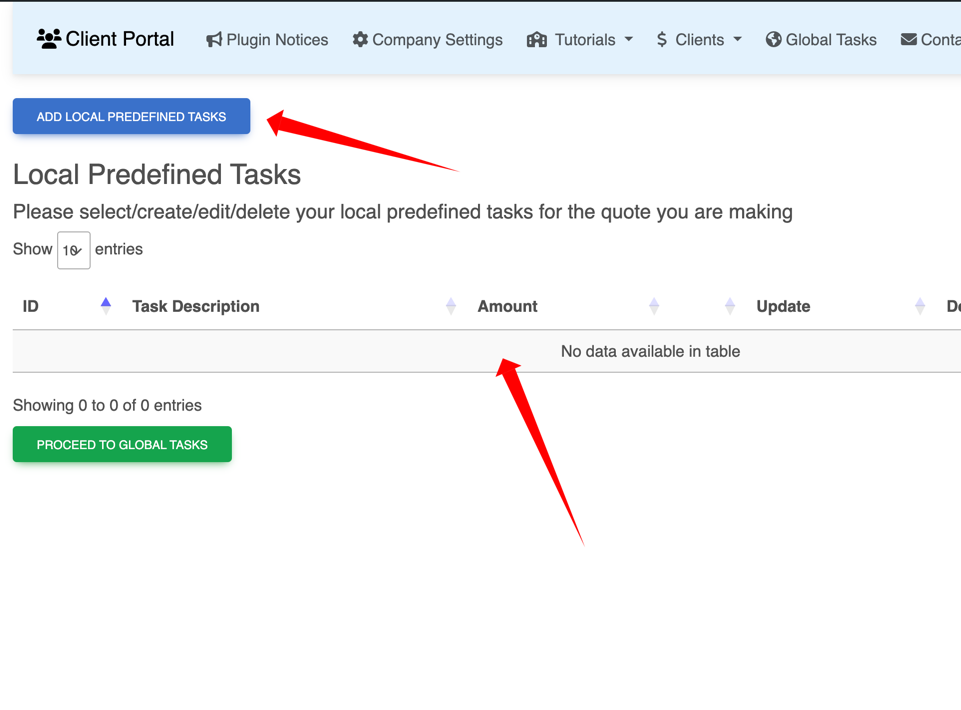 Client Portal Plugin Notices Company Settings Tutorials $ Clients Global Tasks
ADD LOCAL PREDEFINED TASKS
Local Predefined Tasks
Please select/create/edit/delete your local predefined tasks for the quote you are making
Show 10 entries
ID Task Description Amount Update
No data available in table
Showing 0 to 0 of 0 entries
PROCEED TO GLOBAL TASKS